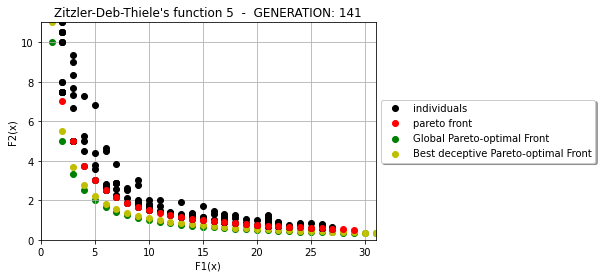 Zitzler-Deb-Thiele's function 5 - GENERATION: 141
10
8
6
4
2
0
F2(x)
0 5 10 15 20 25 30
F1(x)
individuals
pareto front
Global Pareto-optimal Front
Best deceptive Pareto-optimal Front